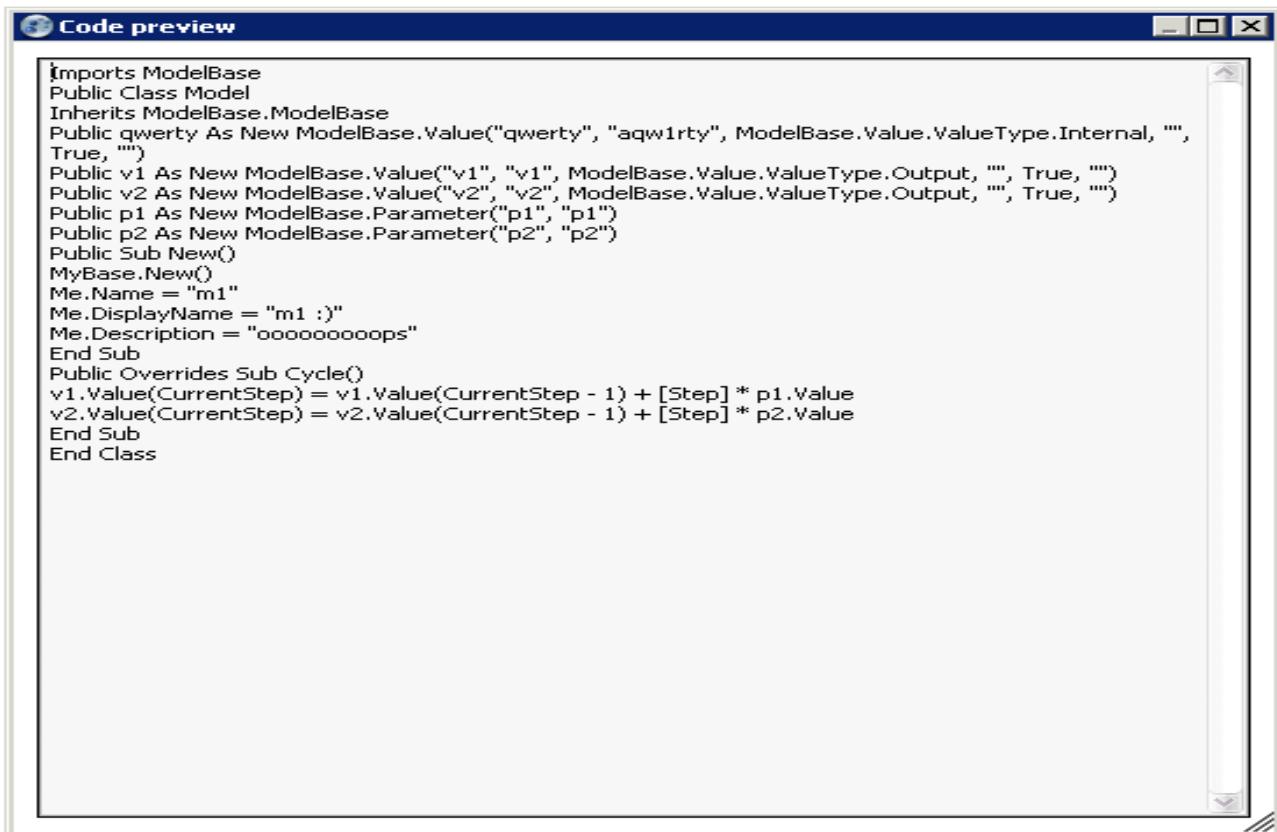 Code preview
Imports ModelBase
Public Class Model
Inherits ModelBase.ModelBase
Public qwerty As New ModelBase.Value("qwerty", "aqw1rty", ModelBase.Value.ValueType.Internal, "",
True, "")
Public v1 As New ModelBase.Value("v1", "v1", ModelBase.Value.ValueType.Output, "", True, "")
Public v2 As New ModelBase.Value("v2", "v2", ModelBase.Value.ValueType.Output, "", True, "")
Public p1 As New ModelBase.Parameter("p1", "p1")
Public p2 As New ModelBase.Parameter("p2", "p2")
Public Sub New()
MyBase.New()
Me.Name = "m1"
Me.DisplayName = "m1 :)"
Me.Description = "oooooooooops"
End Sub
Public Overrides Sub Cycle()
v1.Value(CurrentStep) = v1.Value(CurrentStep - 1) + [Step] * p1.Value
v2.Value(CurrentStep) = v2.Value(CurrentStep - 1) + [Step] * p2.Value
End Sub
End Class